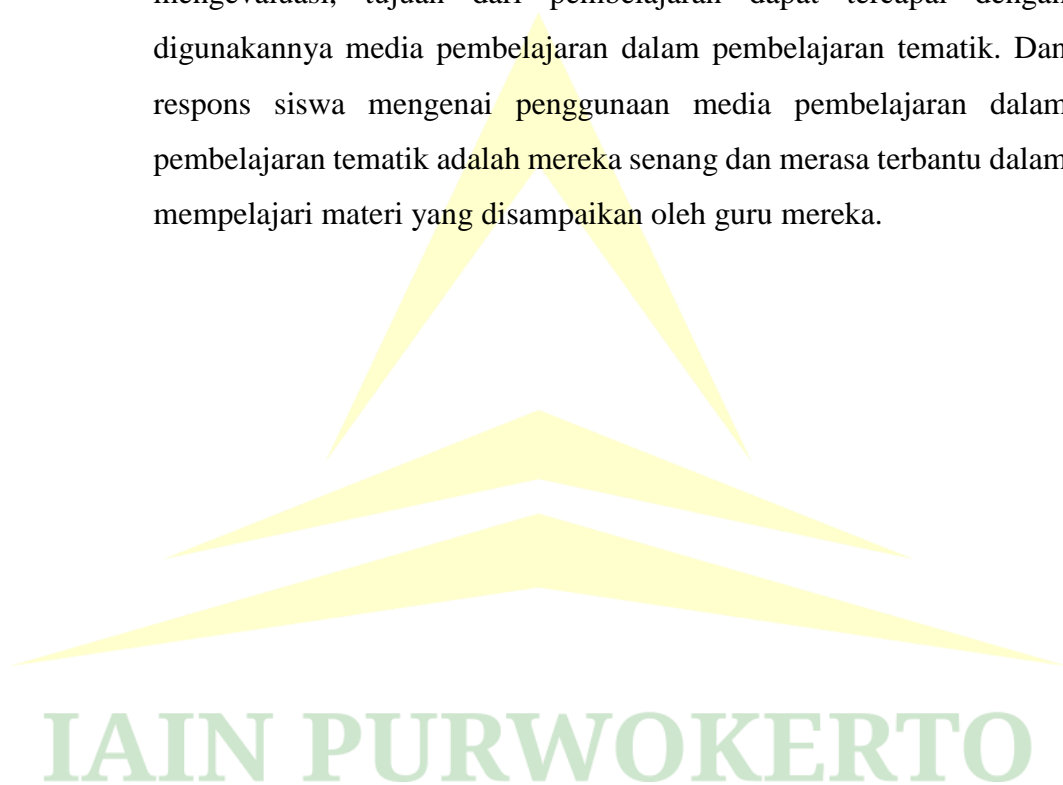 mengevaluasi, tujuan dari pembelajaran dapat tercapai dengan
digunakannya media pembelajaran dalam pembelajaran tematik. Dan
respons siswa mengenai penggunaan media pembelajaran dalam
pembelajaran tematik adalah mereka senang dan merasa terbantu dalam
mempelajari materi yang disampaikan oleh guru mereka.
IAIN PURWOKERTO